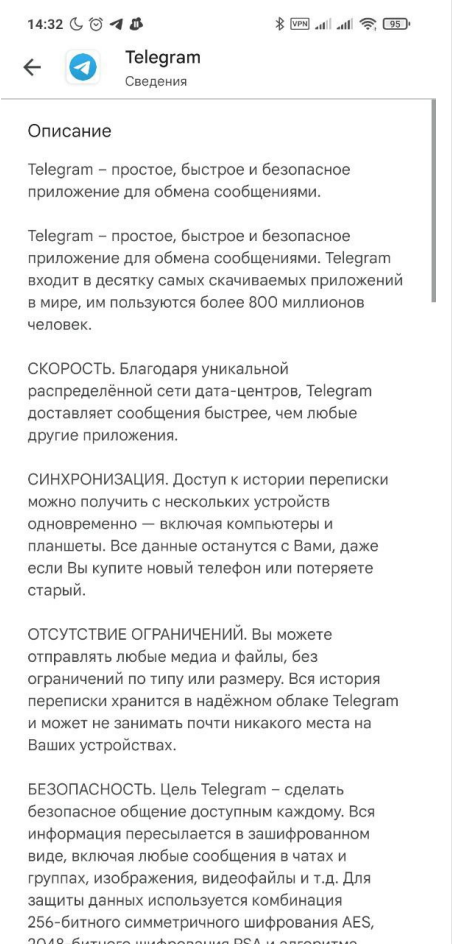 14:32 VPN 95
Telegram
Сведения
Описание
Telegram – простое, быстрое и безопасное
приложение для обмена сообщениями.
Telegram – простое, быстрое и безопасное
приложение для обмена сообщениями. Telegram
входит в десятку самых скачиваемых приложений
в мире, им пользуются более 800 миллионов
человек.
СКОРОСТЬ. Благодаря уникальной
распределённой сети дата-центров, Telegram
доставляет сообщения быстрее, чем любые
другие приложения.
СИНХРОНИЗАЦИЯ. Доступ к истории переписки
можно получить с нескольких устройств
одновременно — включая компьютеры и
планшеты. Все данные останутся с Вами, даже
если Вы купите новый телефон или потеряете
старый.
ОТСУТСТВИЕ ОГРАНИЧЕНИЙ. Вы можете
отправлять любые медиа и файлы, без
ограничений по типу или размеру. Вся история
переписки хранится в надёжном облаке Telegram
и может не занимать почти никакого места на
Ваших устройствах.
БЕЗОПАСНОСТЬ. Цель Telegram – сделать
безопасное общение доступным каждому. Вся
информация пересылается в зашифрованном
виде, включая любые сообщения в чатах и
группах, изображения, видеофайлы и т.д. Для
защиты данных используется комбинация
256-битного симметричного шифрования AES,
2048-битного шифрования RSA и алгоритма